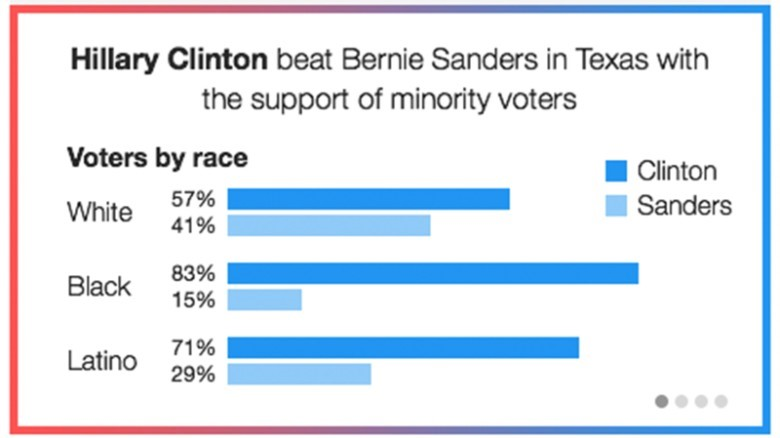 Hillary Clinton beat Bernie Sanders in Texas with
the support of minority voters
Voters by race
Clinton
Sanders
White
57%
41%
Black
83%
15%
Latino
71%
29%